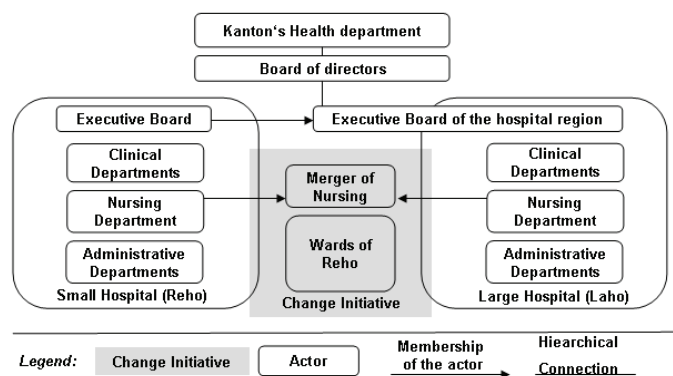 Kanton's Health department
Board of directors
Executive Board
Executive Board of the hospital region
Clinical
Departments
Nursing
Department
Administrative
Departments
Small Hospital (Reho)
Merger of
Nursing
Wards of
Reho
Change Initiative
Clinical
Departments
Nursing
Department
Administrative
Departments
Large Hospital (Laho)
Legend:
Change Initiative
Actor
Membership
of the actor
Hiearchical
Connection